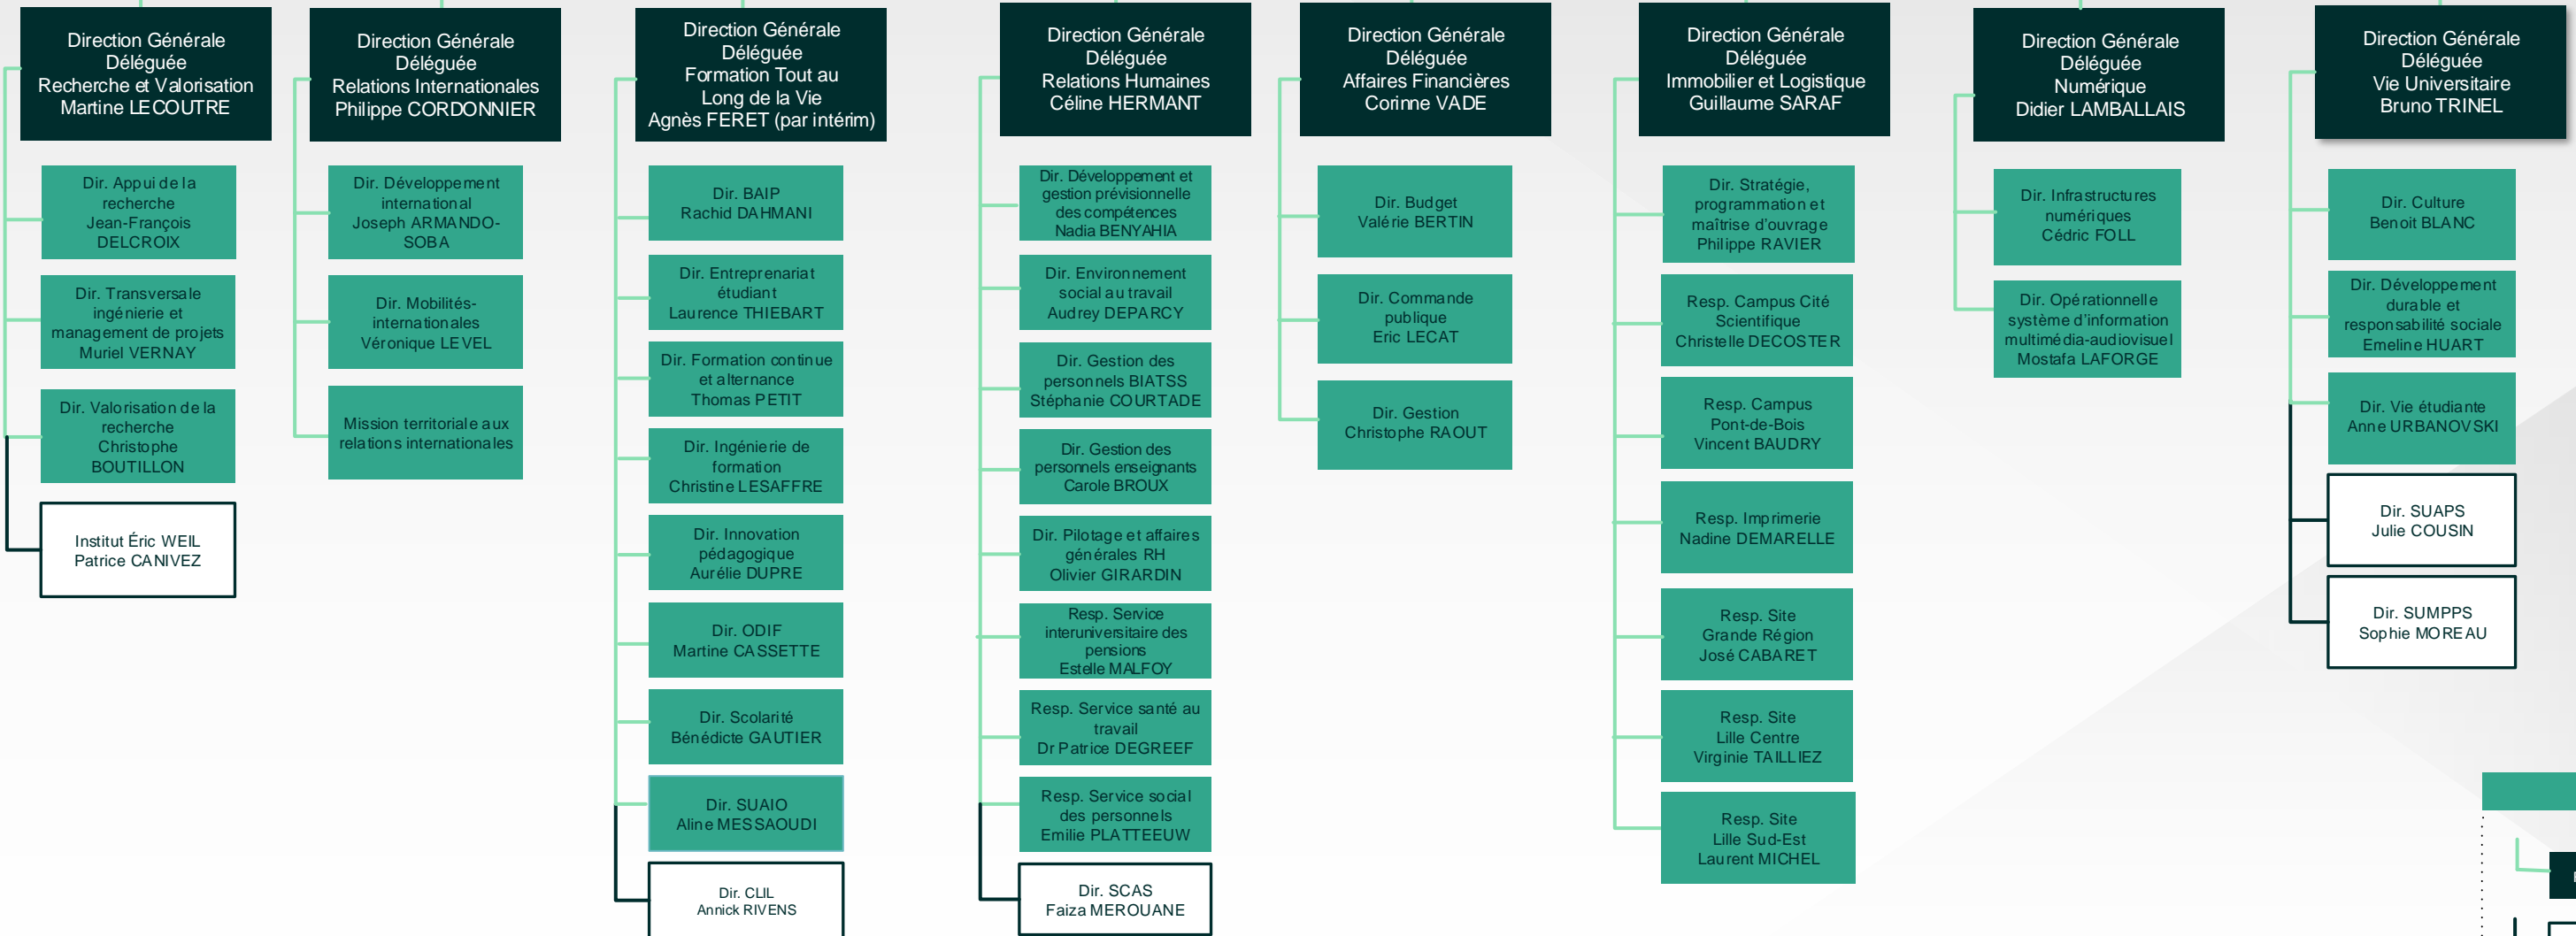 Direction Générale
Déléguée
Recherche et Valorisation
Martine LECOUTRE
Dir. Appui de la
recherche
Jean-François
DELCROIX
Dir. Transversale
ingénierie et
management de projets
Muriel VERNAY
Dir. Valorisation de la
recherche
Christophe
BOUTILLON
Institut Éric WEIL
Patrice CANIVEZ
Direction Générale
Déléguée
Relations Internationales
Philippe CORDONNIER
Dir. Développement
international
Joseph ARMANDO-
SOBA
Dir. Mobilités-
internationales
Véronique LEVEL
Mission territoriale aux
relations internationales
Direction Générale
Déléguée
Formation Tout au
Long de la Vie
Agnès FERET (par intérim)
Dir. BAIP
Rachid DAHMANI
Dir. Entreprenariat
étudiant
Laurence THIEBART
Dir. Formation continue
et alternance
Thomas PETIT
Dir. Ingénierie de
formation
Christine LESAFFRE
Dir. Innovation
pédagogique
Aurélie DUPRE
Dir. ODIF
Martine CASSETTE
Dir. Scolarité
Bénédicte GAUTIER
Dir. SUAIO
Aline MESSAOUDI
Dir. CLIL
Annick RIVENS
Direction Générale
Déléguée
Relations Humaines
Céline HERMANT
Dir. Développement et
gestion prévisionnelle
des compétences
Nadia BENYAHIA
Dir. Environnement
social au travail
Audrey DEPARCY
Dir. Gestion des
personnels BIATSS
Stéphanie COURTADE
Dir. Gestion des
personnels enseignants
Carole BROUX
Dir. Pilotage et affaires
générales RH
Olivier GIRARDIN
Resp. Service
interuniversitaire des
pensions
Estelle MALFOY
Resp. Service santé au
travail
Dr Patrice DEGREEF
Resp. Service social
des personnels
Emilie PLATTEEUW
Dir. SCAS
Faiza MEROUANE
Direction Générale
Déléguée
Affaires Financières
Corinne VADE
Dir. Budget
Valérie BERTIN
Dir. Commande
publique
Eric LECAT
Dir. Gestion
Christophe RAOUT
Direction Générale
Déléguée
Immobilier et Logistique
Guillaume SARAF
Dir. Stratégie,
programmation et
maîtrise d'ouvrage
Philippe RAVIER
Resp. Campus Cité
Scientifique
Christelle DECOSTER
Resp. Campus
Pont-de-Bois
Vincent BAUDRY
Resp. Imprimerie
Nadine DEMARELLE
Resp. Site
Grande Région
José CABARET
Resp. Site
Lille Centre
Virginie TAILLIEZ
Resp. Site
Lille Sud-Est
Laurent MICHEL
Direction Générale
Déléguée
Numérique
Didier LAMBALLAIS
Dir. Infrastructures
numériques
Cédric FOLL
Dir. Opérationnelle
système d'information
multimédia-audiovisuel
Mostafa LAFORGE
Direction Générale
Déléguée
Vie Universitaire
Bruno TRINEL
Dir. Culture
Benoit BLANC
Dir. Développement
durable et
responsabilité sociale
Emeline HUART
Dir. Vie étudiante
Anne URBANOVSKI
Dir. SUAPS
Julie COUSIN
Dir. SUMPPS
Sophie MOREAU